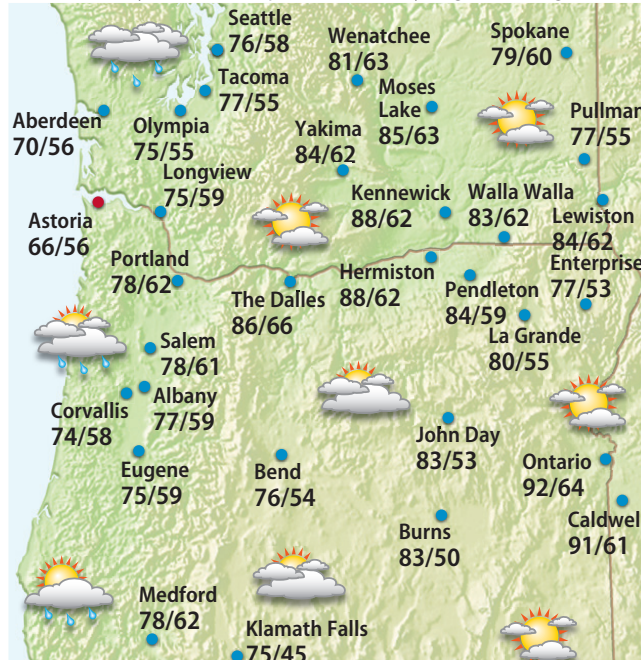 Seattle
76/58
Wenatchee
81/63
Spokane
79/60
Tacoma
77/55
Moses
Lake
85/63
Aberdeen
70/56
Olympia
75/55
Yakima
84/62
Pullman
77/55
Longview
75/59
Kennewick
88/62
Walla Walla
83/62
Lewiston
84/62
Astoria
66/56
Portland
78/62
The Dalles
86/66
Hermiston
88/62
Pendleton
84/59
Enterprise
77/53
La Grande
80/55
Salem
78/61
Albany
77/59
Corvallis
74/58
John Day
83/53
Eugene
75/59
Bend
76/54
Ontario
92/64
Burns
83/50
Caldwel
91/61
Medford
78/62
Klamath Falls
75/45